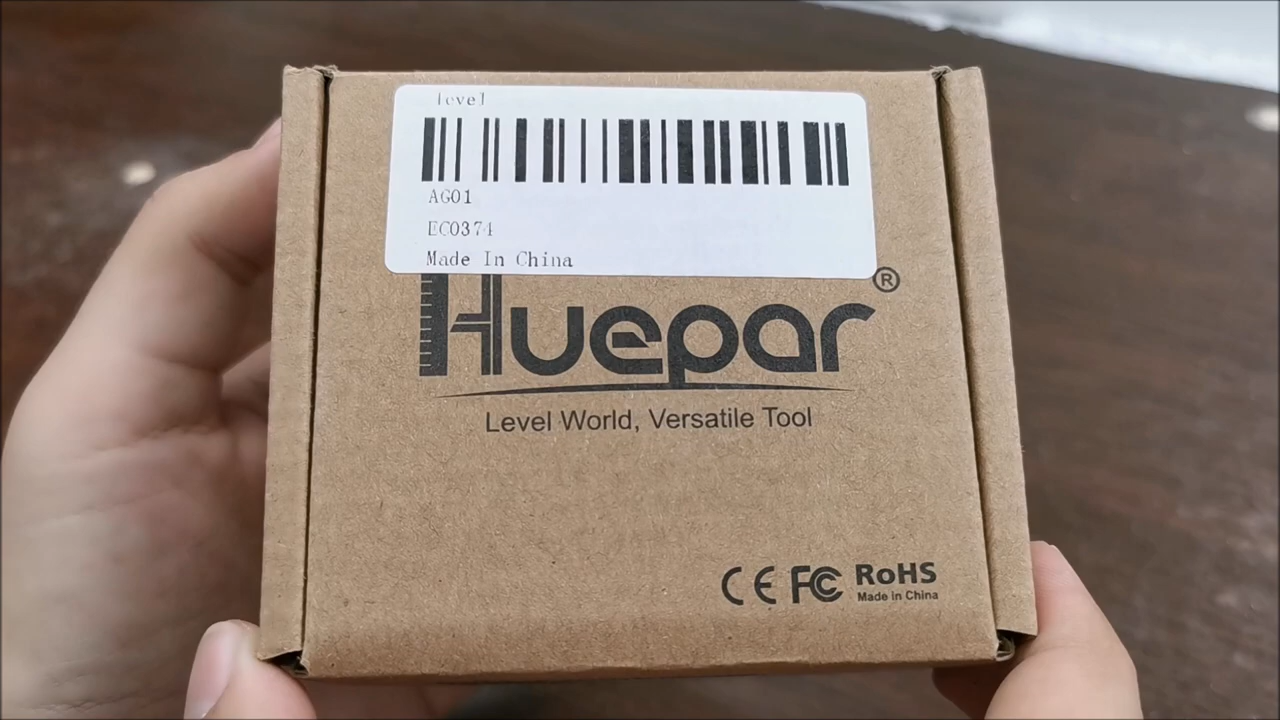 level
AG01
EC0374
Made In China
Huepar®
Level World, Versatile Tool
CE FC RoHS
Made in China